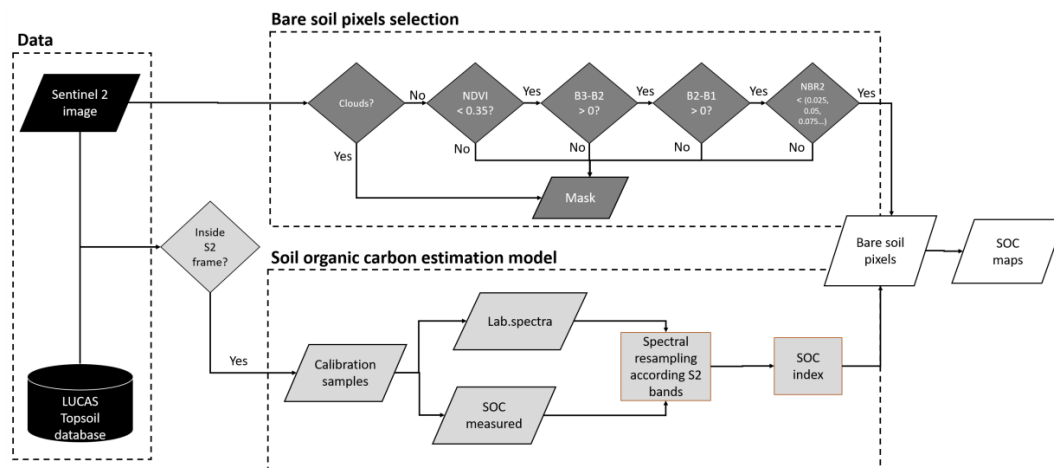 Bare soil pixels selection
Data
Sentinel 2
image
Clouds?
No
NDVI
< 0.35?
Yes
B3-B2
> 0?
Yes
B2-B1
> 0?
Yes
NBR2
< (0.025,
0.05,
0.075...)
Yes
Yes
No
No
No
No
Mask
Inside
S2
frame?
Bare soil
pixels
SOC
maps
Soil organic carbon estimation model
Yes
Lab.spectra
Calibration
samples
Spectral
resampling
according S2
bands
SOC
index
SOC
measured
LUCAS
Topsoil
database